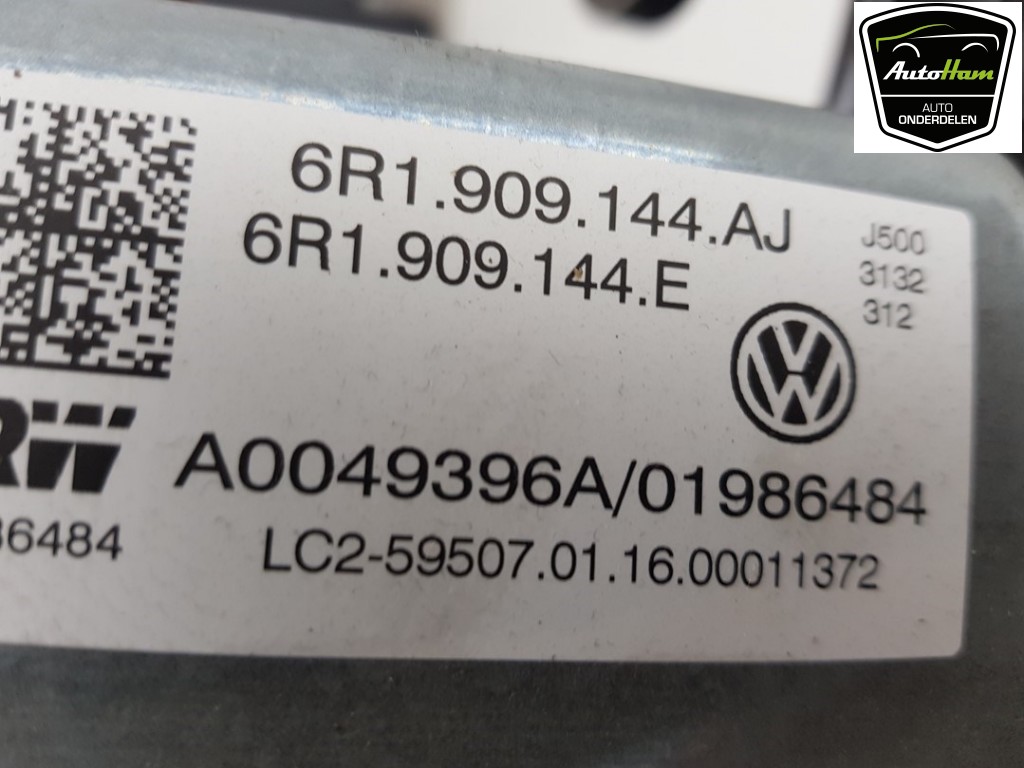 AutoHam
AUTO
ONDERDELEN
6R1.909.144.AJ
6R1.909.144.E
J500
3132
312
RW
A0049396A/01986484
86484
LC2-59507.01.16.00011372